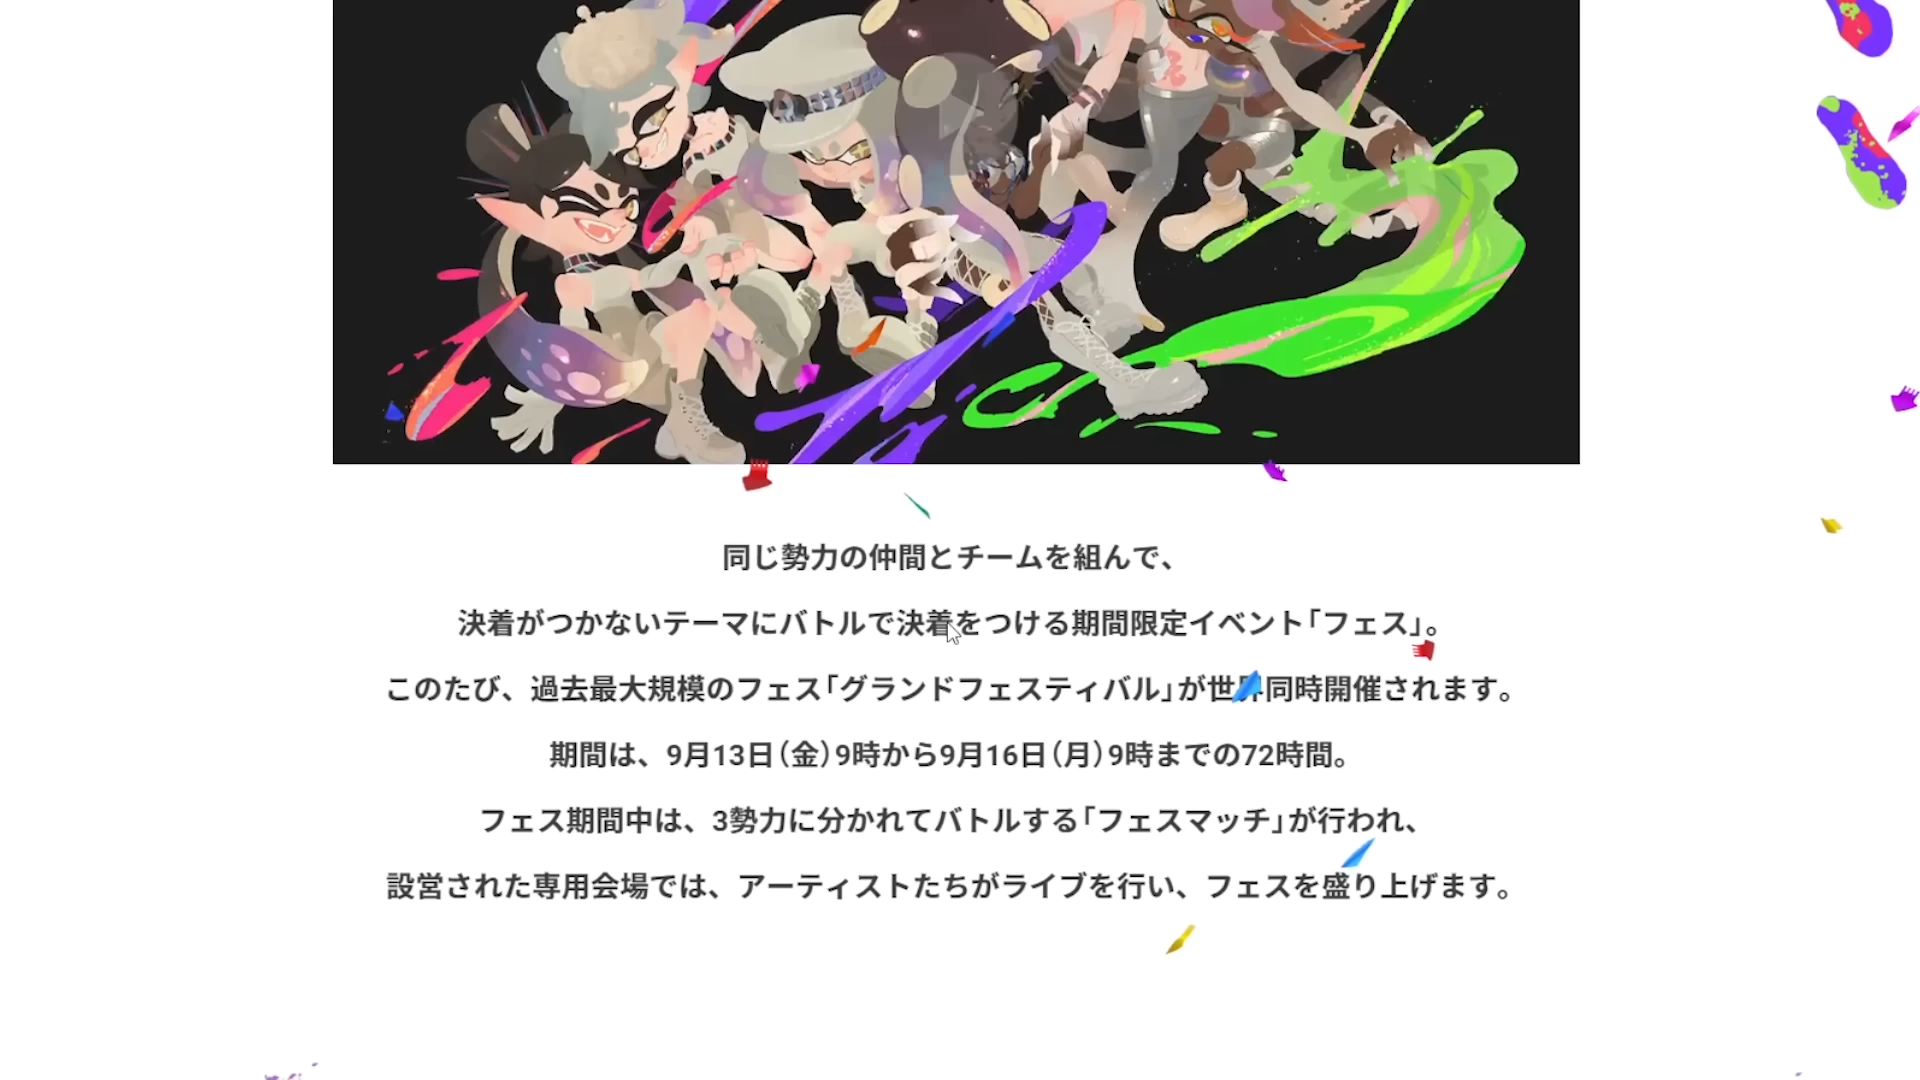 同じ勢力の仲間とチームを組んで、
決着がつかないテーマにバトルで決着をつける期間限定イベント「フェス」。
このたび、過去最大規模のフェス「グランドフェスティバル」が世界同時開催されます。
期間は、9月13日（金）9時から9月16日（月）9時までの72時間。
フェス期間中は、3勢力に分かれてバトルする「フェスマッチ」が行われ、
設営された専用会場では、アーティストたちがライブを行い、フェスを盛り上げます。